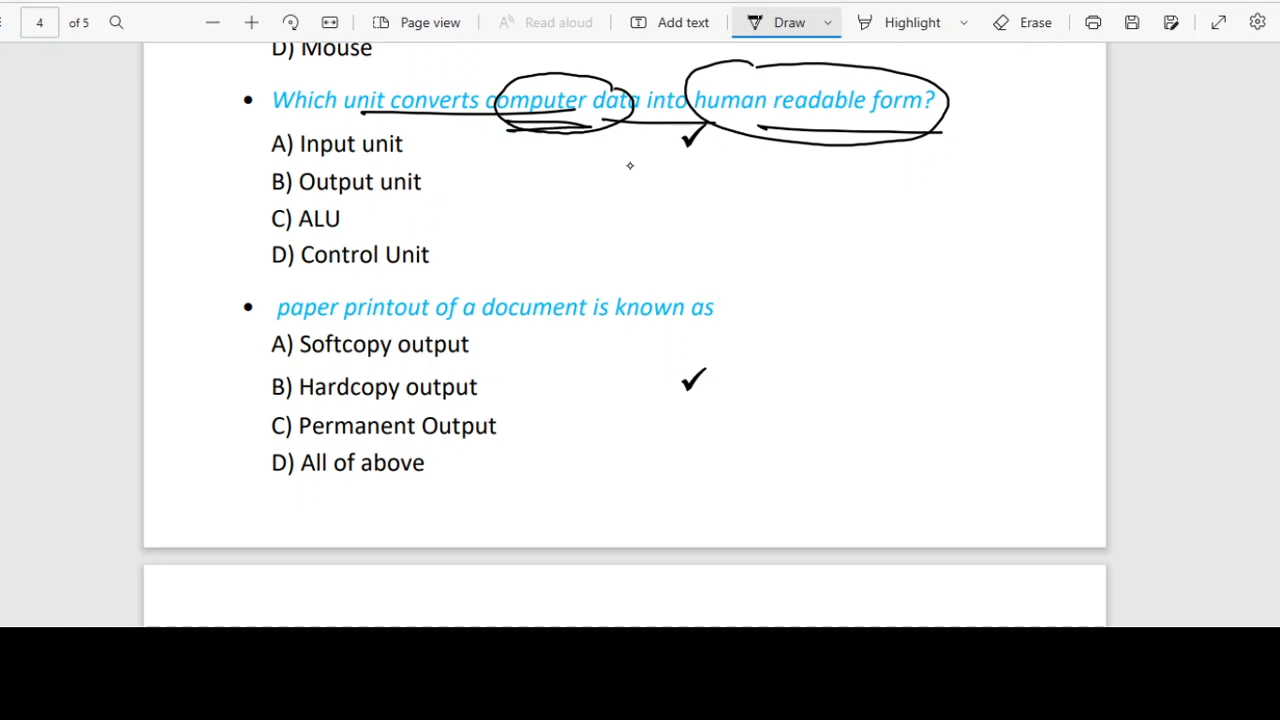 4 of 5 Page view Read aloud Add text Draw Highlight Erase
D) Mouse
• Which unit converts computer data into human readable form?
A) Input unit
B) Output unit
C) ALU
D) Control Unit
• paper printout of a document is known as
A) Softcopy output
B) Hardcopy output
C) Permanent Output
D) All of above